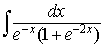 ∫ dx / e^{-x}(1+e^{-2x})